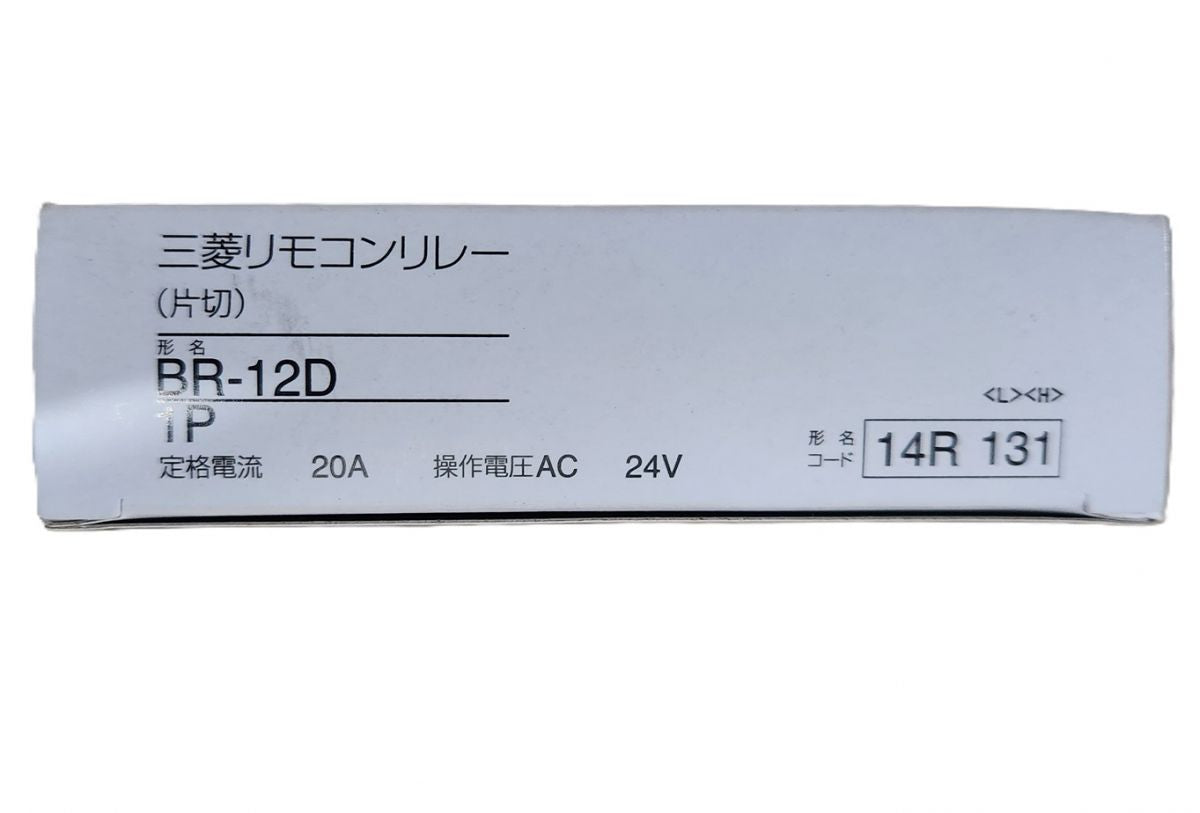 三菱リモコンリレー
(片切)
形名
BR-12D
1P
定格電流 20A 操作電圧AC 24V
<L><H>
形名
コード 14R 131